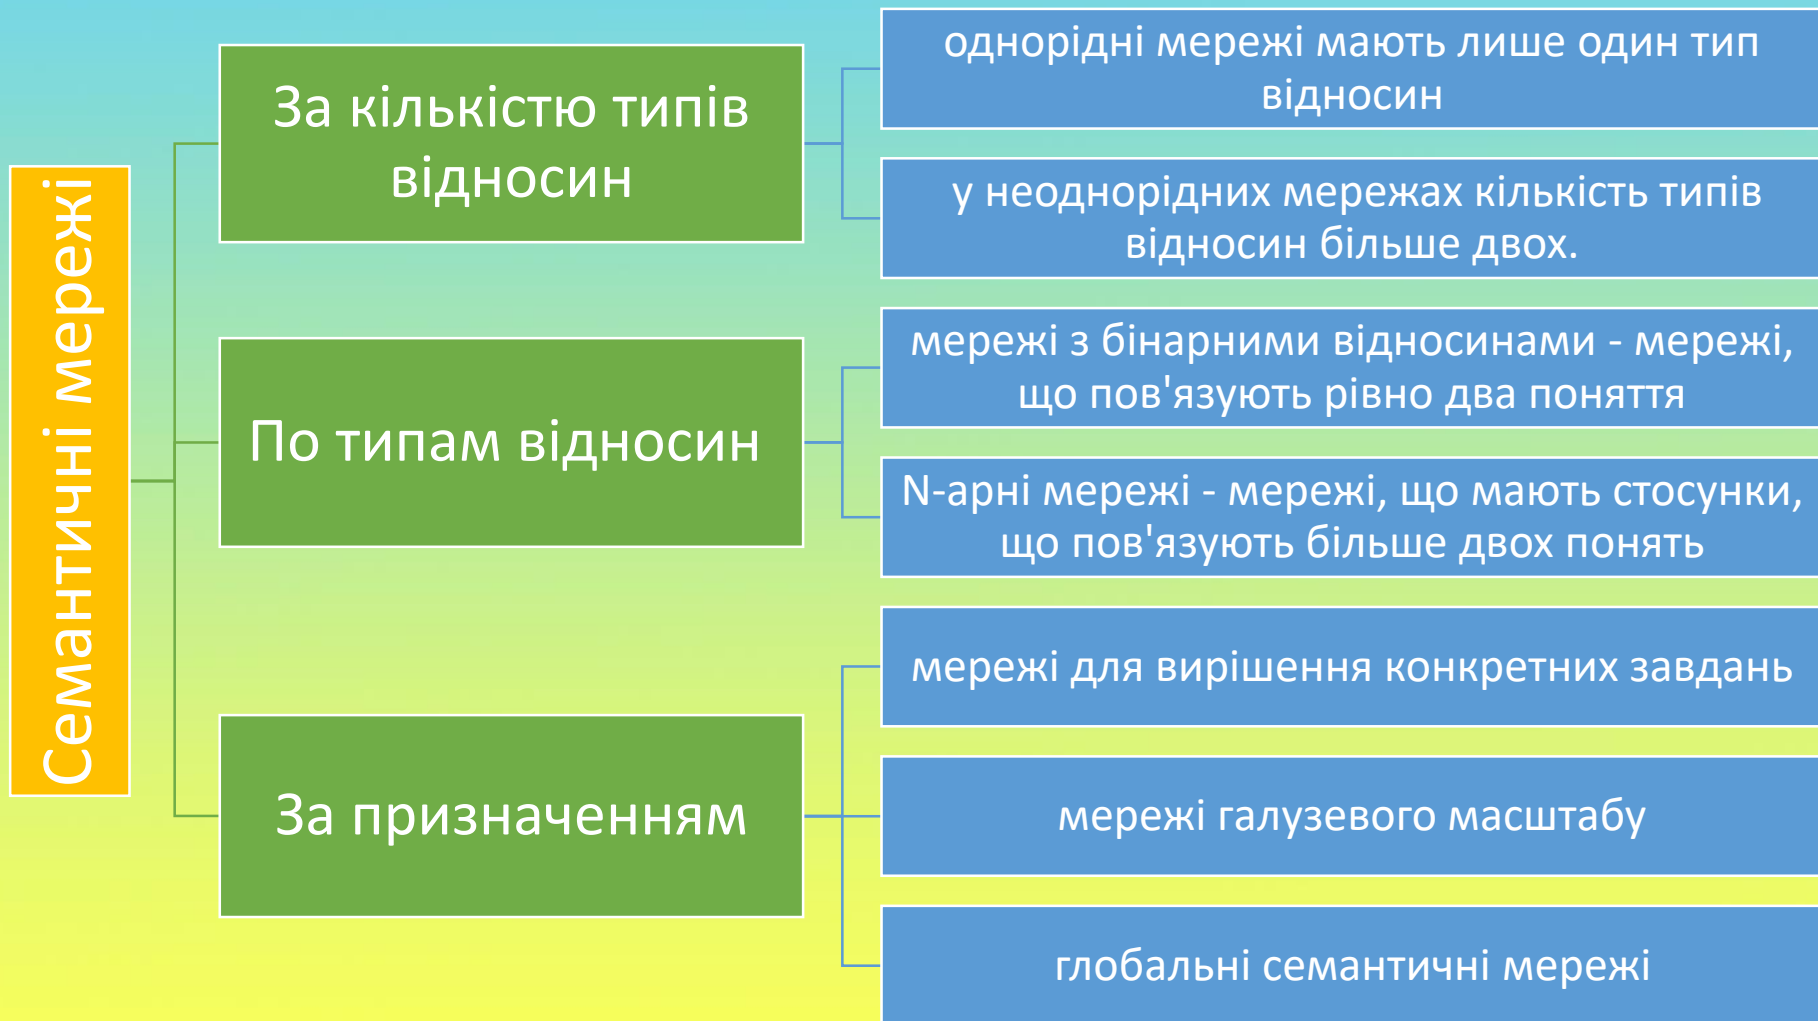 Семантичні мережі
За кількістю типів
відносин
однорідні мережі мають лише один тип
відносин
у неоднорідних мережах кількість типів
відносин більше двох.
По типам відносин
мережі з бінарними відносинами - мережі,
що пов'язують рівно два поняття
N-арні мережі - мережі, що мають стосунки,
що пов'язують більше двох понять
За призначенням
мережі для вирішення конкретних завдань
мережі галузевого масштабу
глобальні семантичні мережі